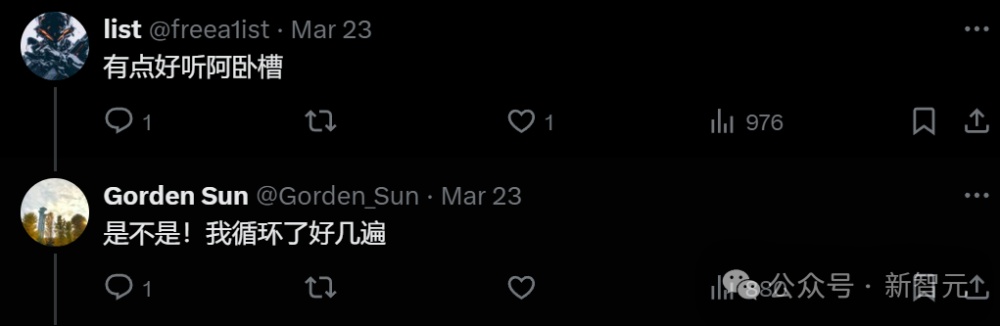 list @freea1ist · Mar 23
有点好听阿卧槽
1 1 976
Gorden Sun @Gorden_Sun · Mar 23
是不是！我循环了好几遍
1
公众号 · 新智元